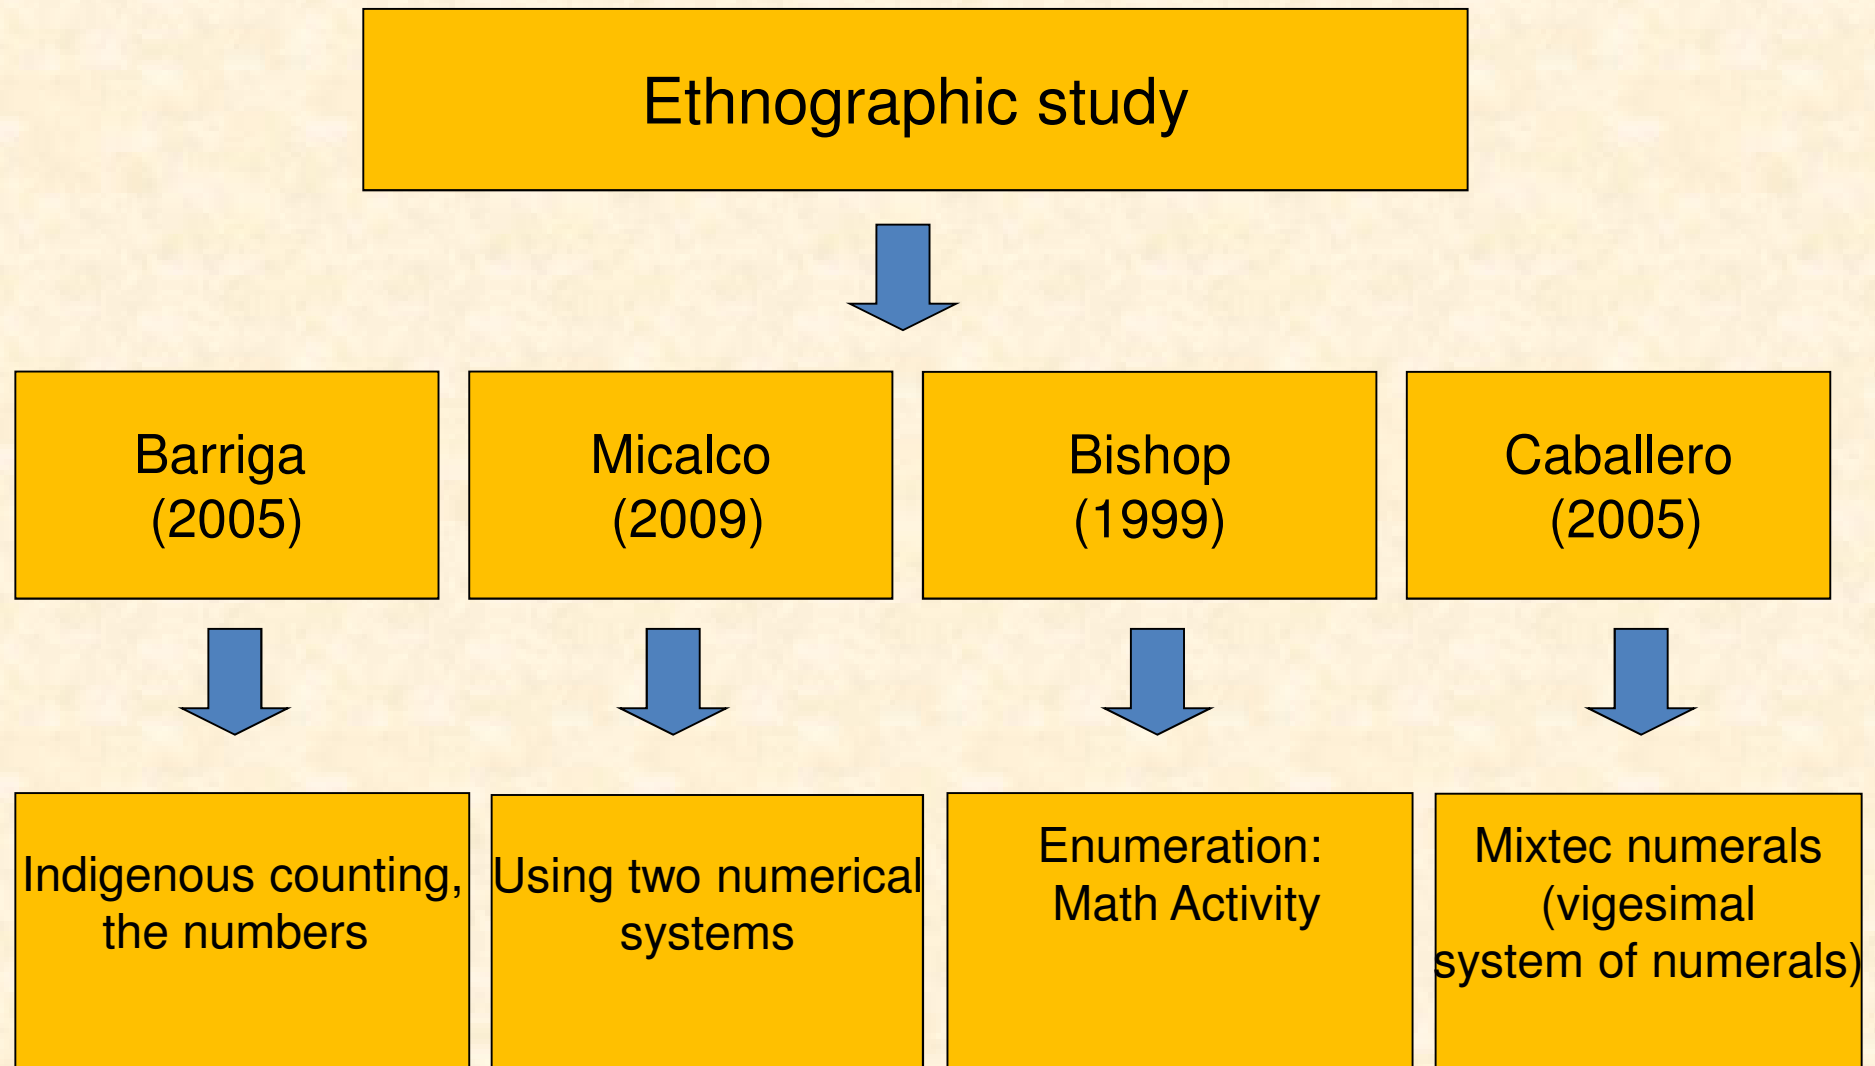 Ethnographic study
Barriga
(2005)
Micalco
(2009)
Bishop
(1999)
Caballero
(2005)
Indigenous counting,
the numbers
Using two numerical
systems
Enumeration:
Math Activity
Mixtec numerals
(vigesimal
system of numerals)